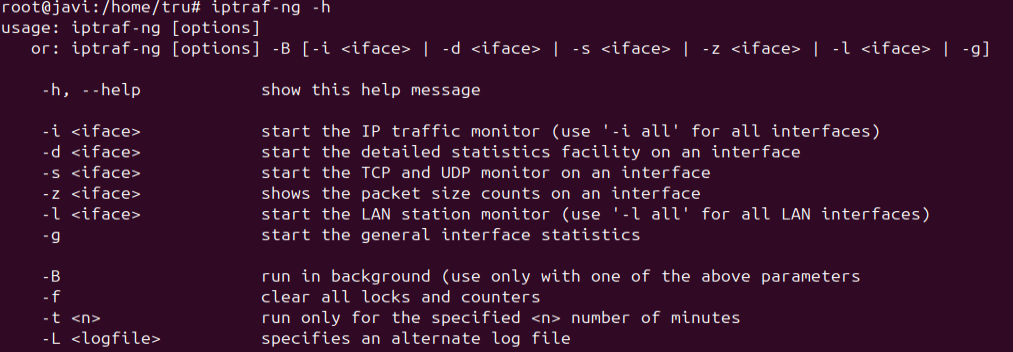 root@javi:/home/tru# iptraf-ng -h
usage: iptraf-ng [options]
   or: iptraf-ng [options] -B [-i <iface> | -d <iface> | -s <iface> | -z <iface> | -l <iface> | -g]
    -h, --help            show this help message
    -i <iface>            start the IP traffic monitor (use '-i all' for all interfaces)
    -d <iface>            start the detailed statistics facility on an interface
    -s <iface>            start the TCP and UDP monitor on an interface
    -z <iface>            shows the packet size counts on an interface
    -l <iface>            start the LAN station monitor (use '-l all' for all LAN interfaces)
    -g                    start the general interface statistics
    -B                    run in background (use only with one of the above parameters
    -f                    clear all locks and counters
    -t <n>                run only for the specified <n> number of minutes
    -L <logfile>          specifies an alternate log file